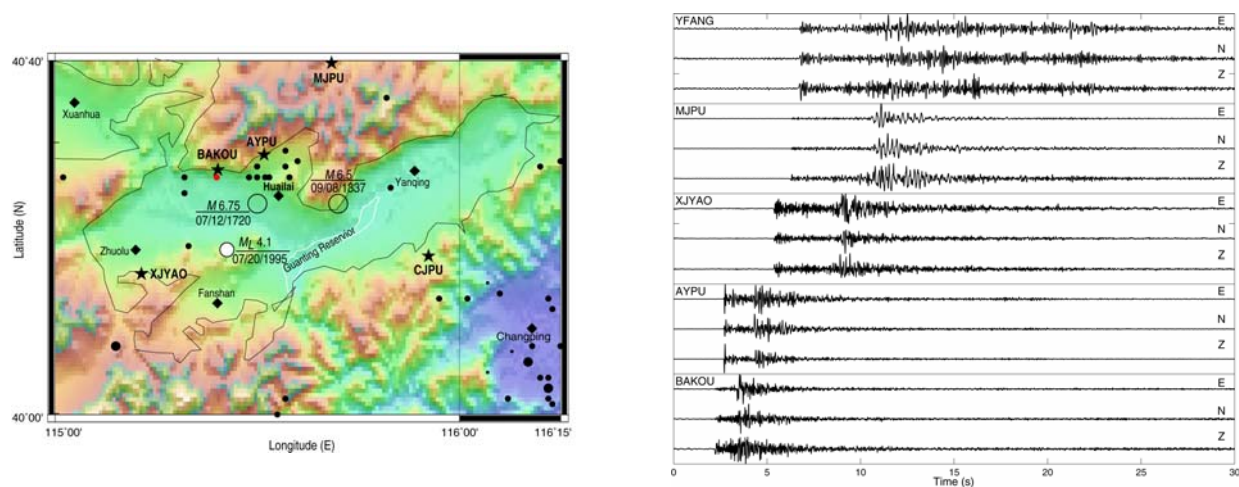 40˚40'
MJPU
Xuanhua
AYPU
BAKOU
Huailai
M 6.5
09/08/1337
Yanqing
M 6.75
07/12/1720
Latitude (N)
Zhuolu
ML 4.1
07/20/1995
Guanting Reservior
XJYAO
CJPU
Fanshan
Changping
40˚00'
115˚00'
116˚00'
116˚15'
Longitude (E)
YFANG
E
N
Z
MJPU
E
N
Z
XJYAO
E
N
Z
AYPU
E
N
Z
BAKOU
E
N
Z
0 5 10 15 20 25 30
Time (s)